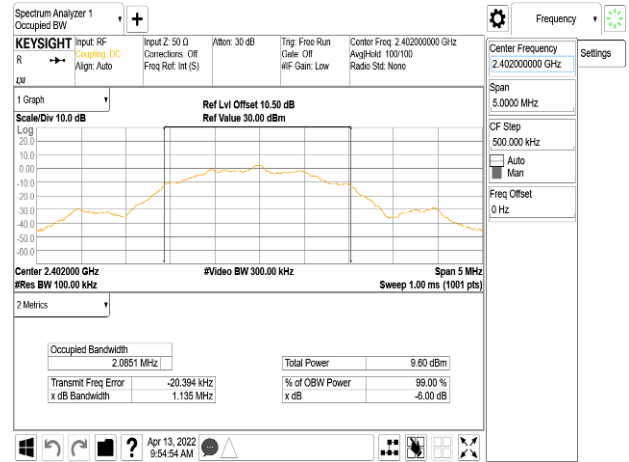 Spectrum Analyzer 1
Occupied BW
Frequency
KEYSIGHT
R
Input: RF
Coupling: DC
Align: Auto
Input Z: 50 Ω
Corrections: Off
Freq Ref: Int (S)
Atten: 30 dB
Trig: Free Run
Gate: Off
#IF Gain: Low
Center Freq: 2.402000000 GHz
Avg|Hold: 100/100
Radio Std: None
Center Frequency
2.402000000 GHz
Settings
Span
5.0000 MHz
CF Step
500.000 kHz
Auto
Man
Freq Offset
0 Hz
1 Graph
Scale/Div 10.0 dB
Ref Lvl Offset 10.50 dB
Ref Value 30.00 dBm
Log
20.0
10.0
0.00
-10.0
-20.0
-30.0
-40.0
-50.0
-60.0
Center 2.402000 GHz
#Res BW 100.00 kHz
#Video BW 300.00 kHz
Span 5 MHz
Sweep 1.00 ms (1001 pts)
2 Metrics
Occupied Bandwidth
2.0851 MHz
Total Power 9.60 dBm
Transmit Freq Error -20.394 kHz
% of OBW Power 99.00 %
x dB Bandwidth 1.135 MHz
x dB -6.00 dB
?
Apr 13, 2022
9:54:54 AM